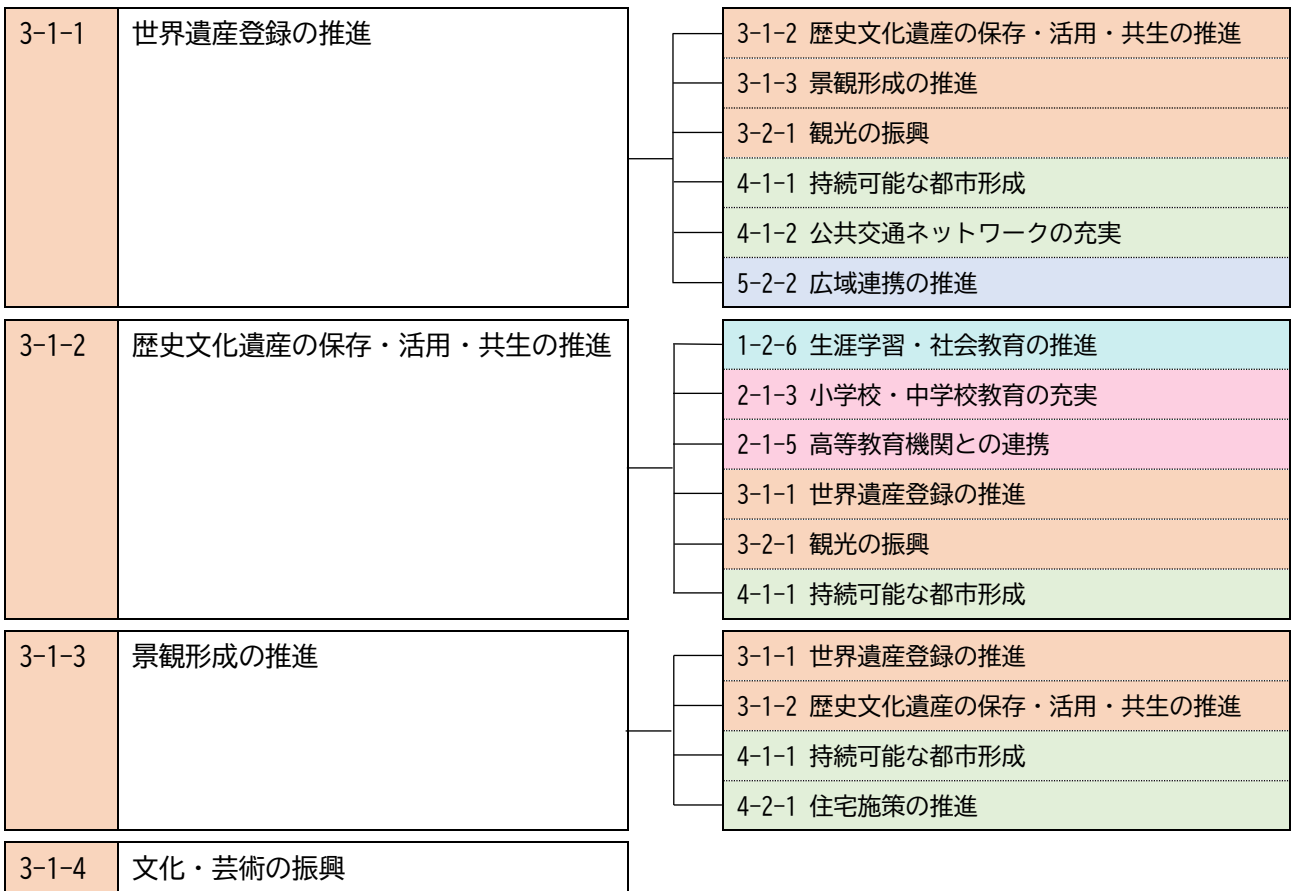 3-1-1 世界遺産登録の推進
3-1-2 歴史文化遺産の保存・活用・共生の推進
3-1-3 景観形成の推進
3-2-1 観光の振興
4-1-1 持続可能な都市形成
4-1-2 公共交通ネットワークの充実
5-2-2 広域連携の推進
3-1-2 歴史文化遺産の保存・活用・共生の推進
1-2-6 生涯学習・社会教育の推進
2-1-3 小学校・中学校教育の充実
2-1-5 高等教育機関との連携
3-1-1 世界遺産登録の推進
3-2-1 観光の振興
4-1-1 持続可能な都市形成
3-1-3 景観形成の推進
3-1-1 世界遺産登録の推進
3-1-2 歴史文化遺産の保存・活用・共生の推進
4-1-1 持続可能な都市形成
4-2-1 住宅施策の推進
3-1-4 文化・芸術の振興